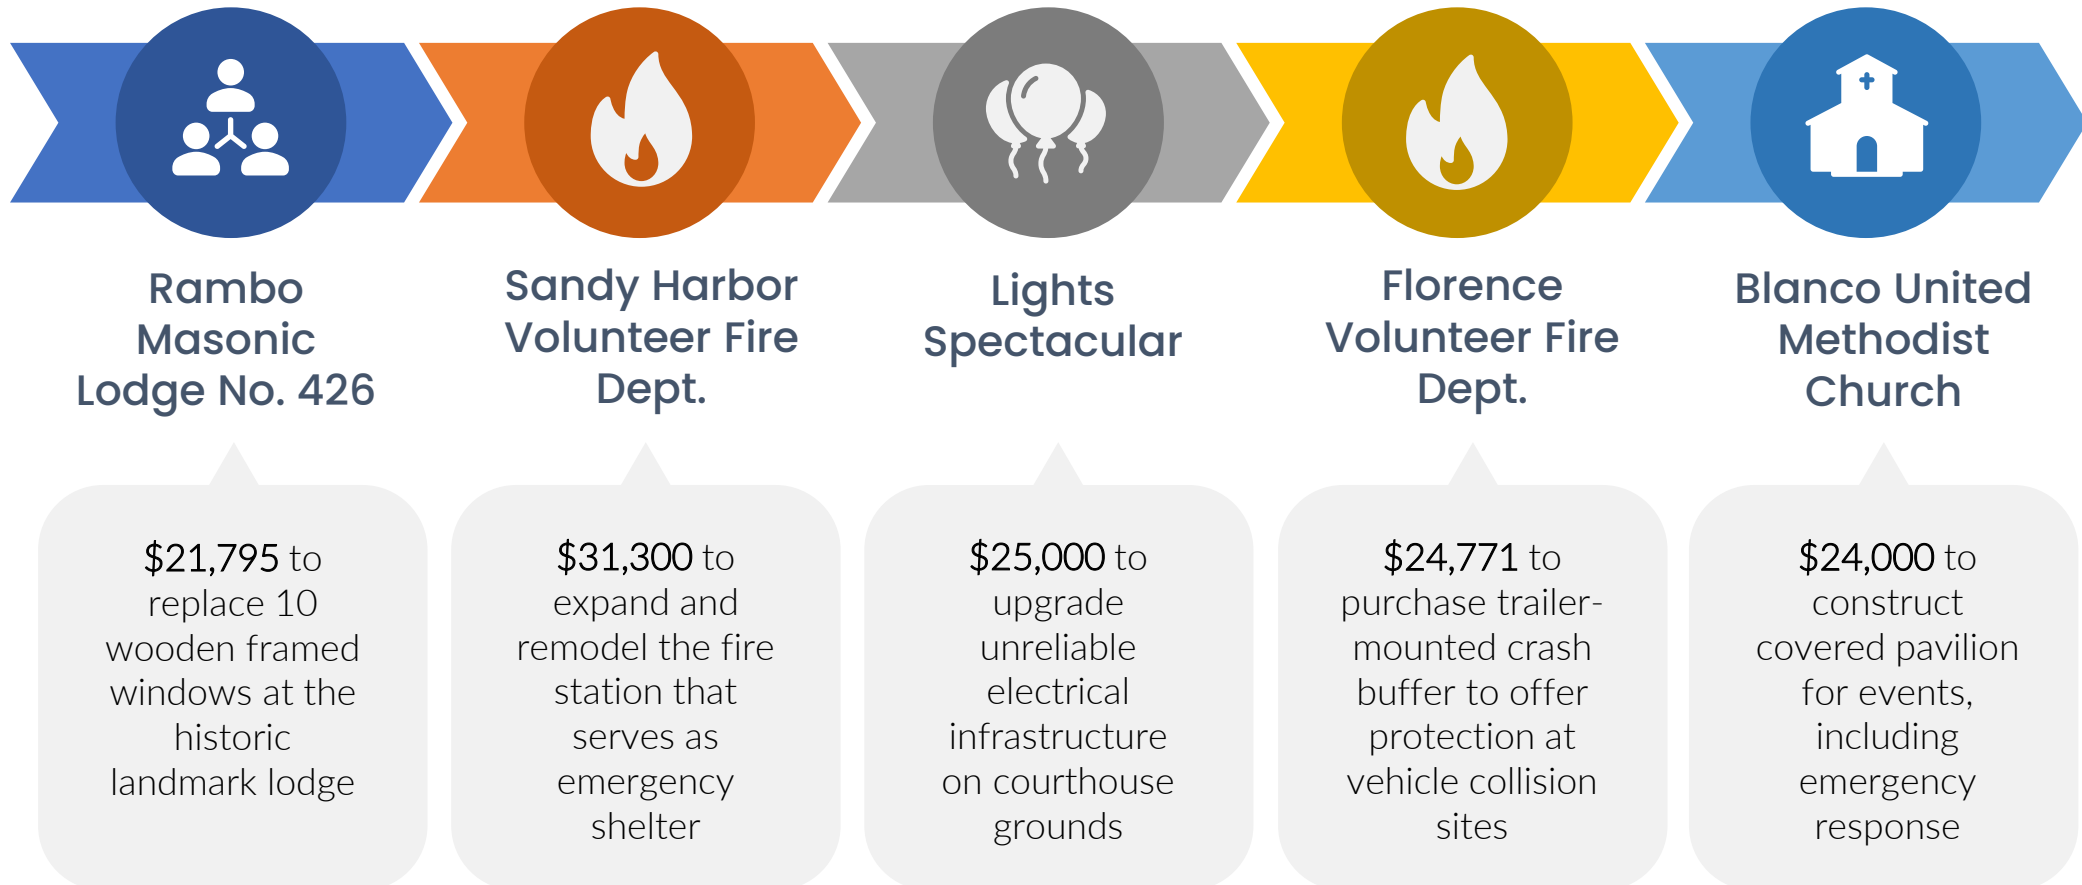 Rambo
Masonic
Lodge No. 426
Sandy Harbor
Volunteer Fire
Dept.
Lights
Spectacular
Florence
Volunteer Fire
Dept.
Blanco United
Methodist
Church
$21,795 to
replace 10
wooden framed
windows at the
historic
landmark lodge
$31,300 to
expand and
remodel the fire
station that
serves as
emergency
shelter
$25,000 to
upgrade
unreliable
electrical
infrastructure
on courthouse
grounds
$24,771 to
purchase trailer-
mounted crash
buffer to offer
protection at
vehicle collision
sites
$24,000 to
construct
covered pavilion
for events,
including
emergency
response